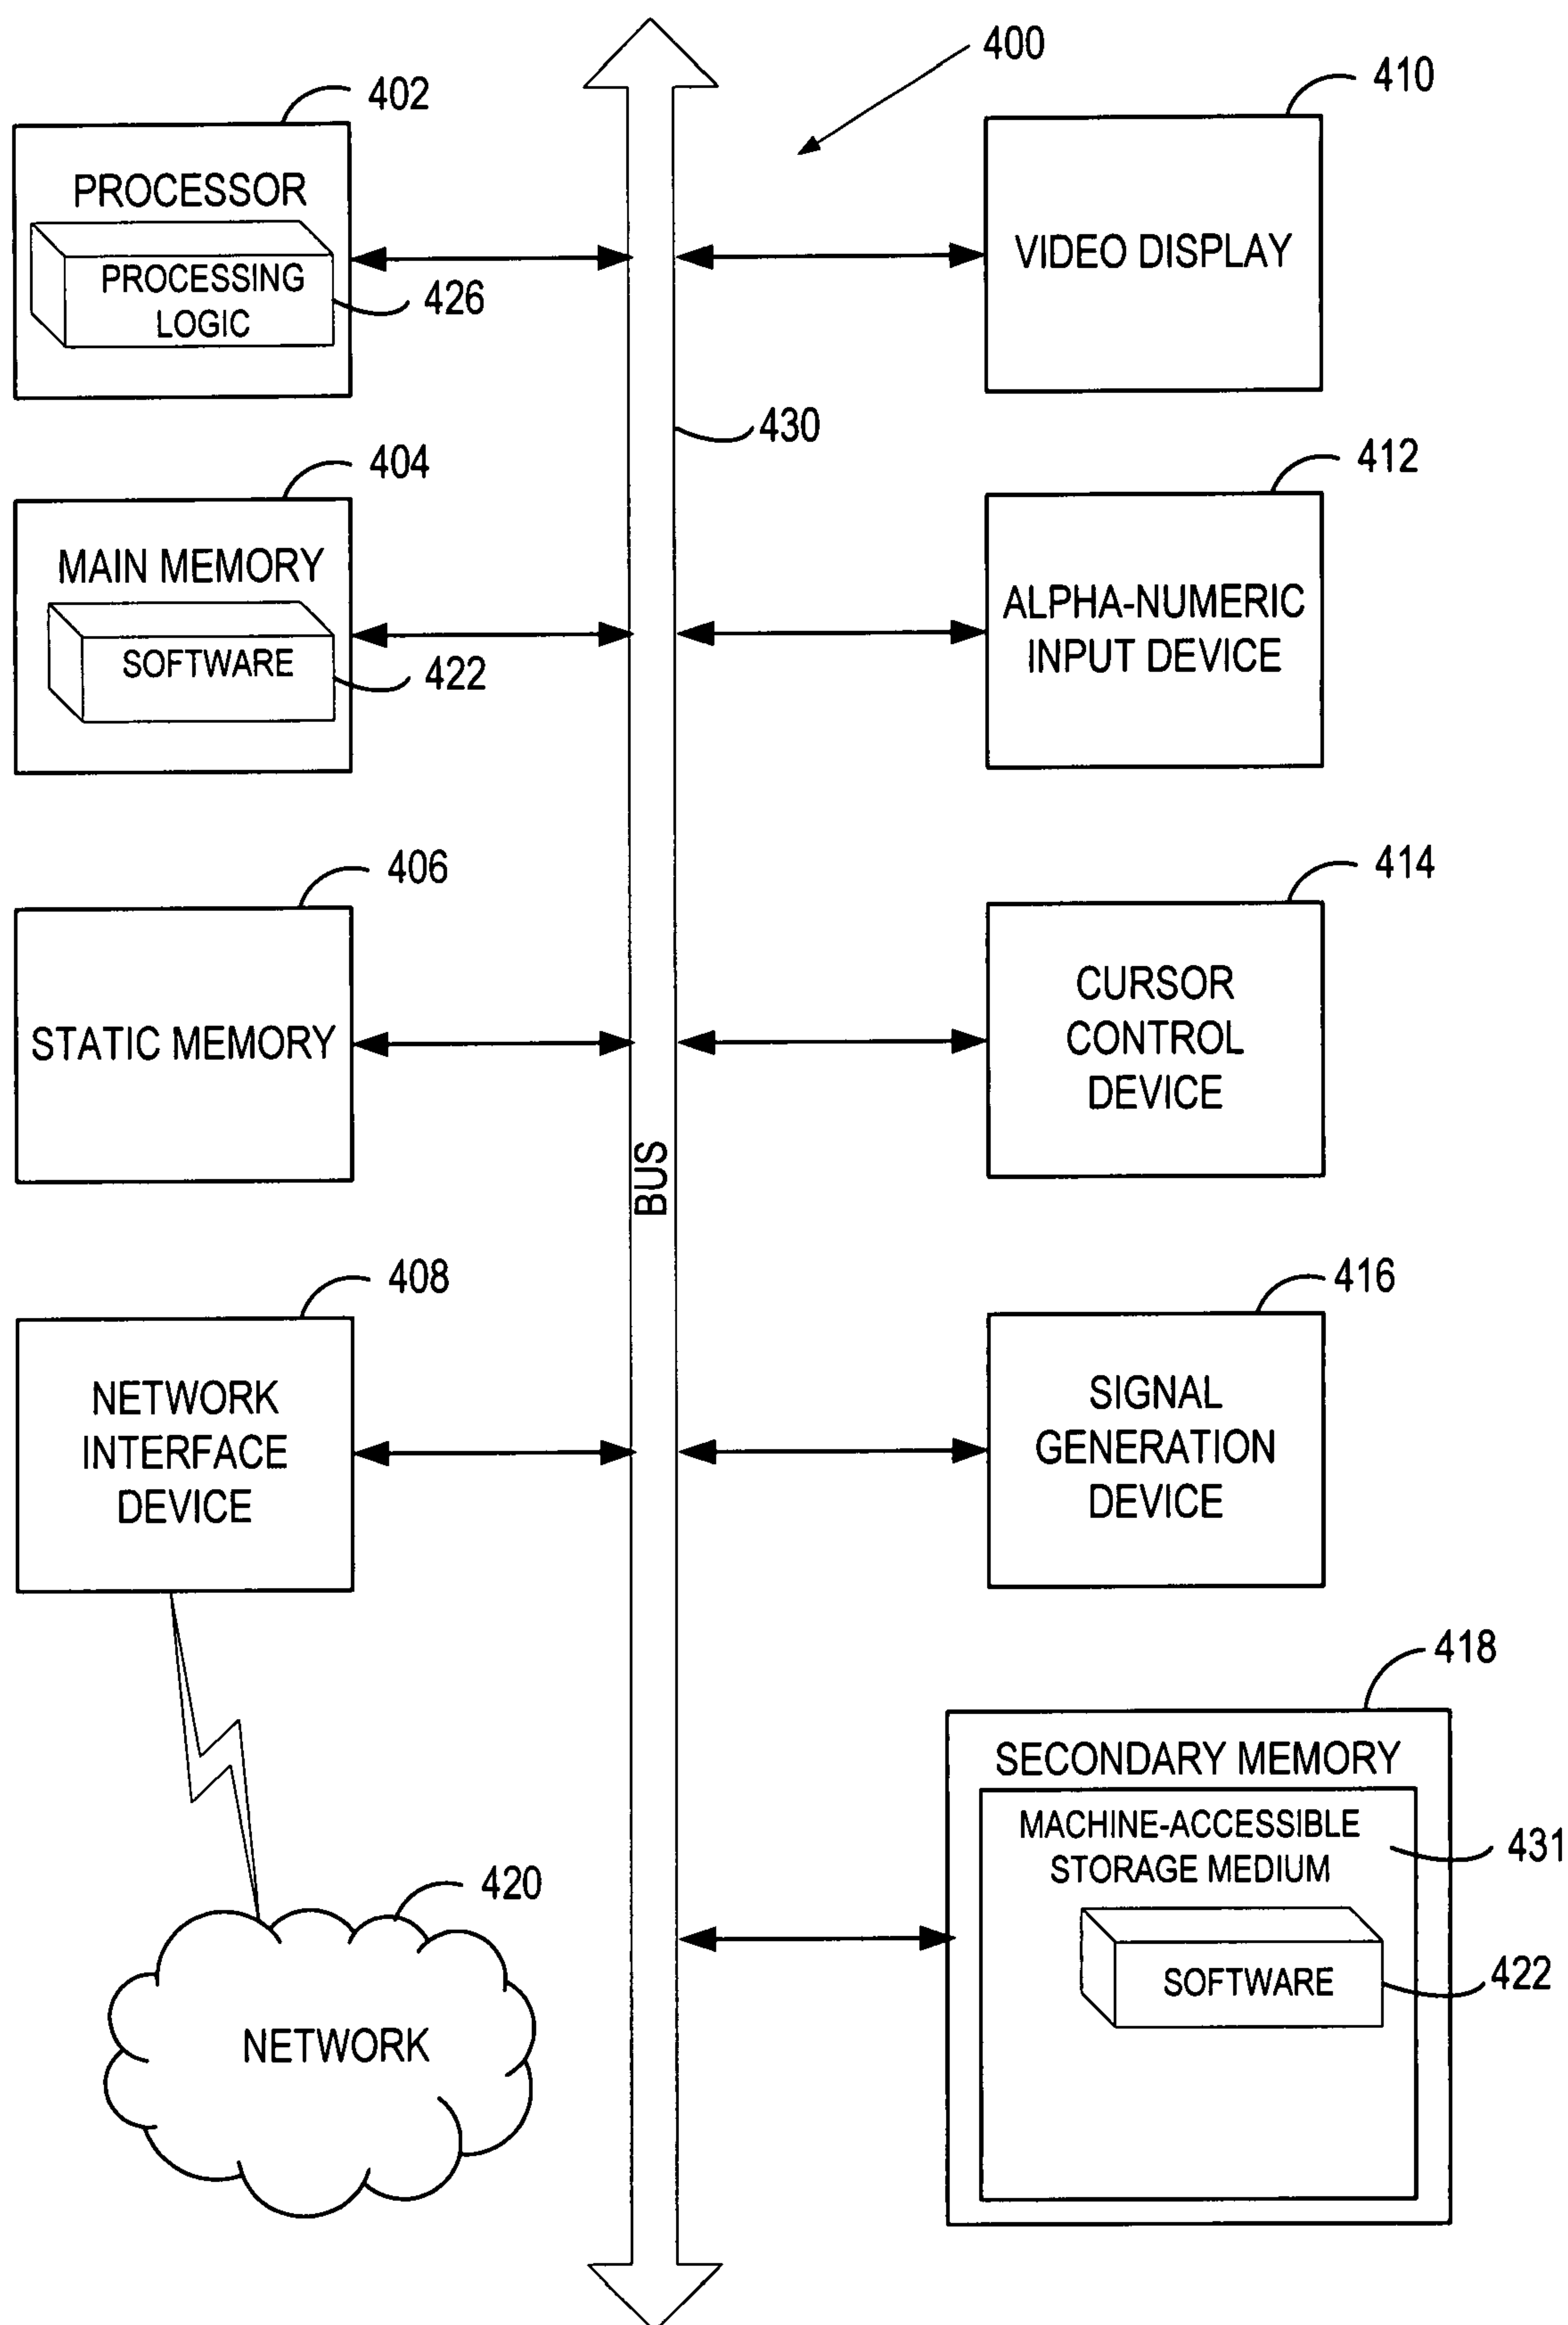 400
402
PROCESSOR
PROCESSING
LOGIC
426
410
VIDEO DISPLAY
430
404
MAIN MEMORY
SOFTWARE
422
412
ALPHA-NUMERIC
INPUT DEVICE
406
STATIC MEMORY
414
CURSOR
CONTROL
DEVICE
BUS
408
NETWORK
INTERFACE
DEVICE
416
SIGNAL
GENERATION
DEVICE
418
SECONDARY MEMORY
MACHINE-ACCESSIBLE
STORAGE MEDIUM
431
SOFTWARE
422
420
NETWORK